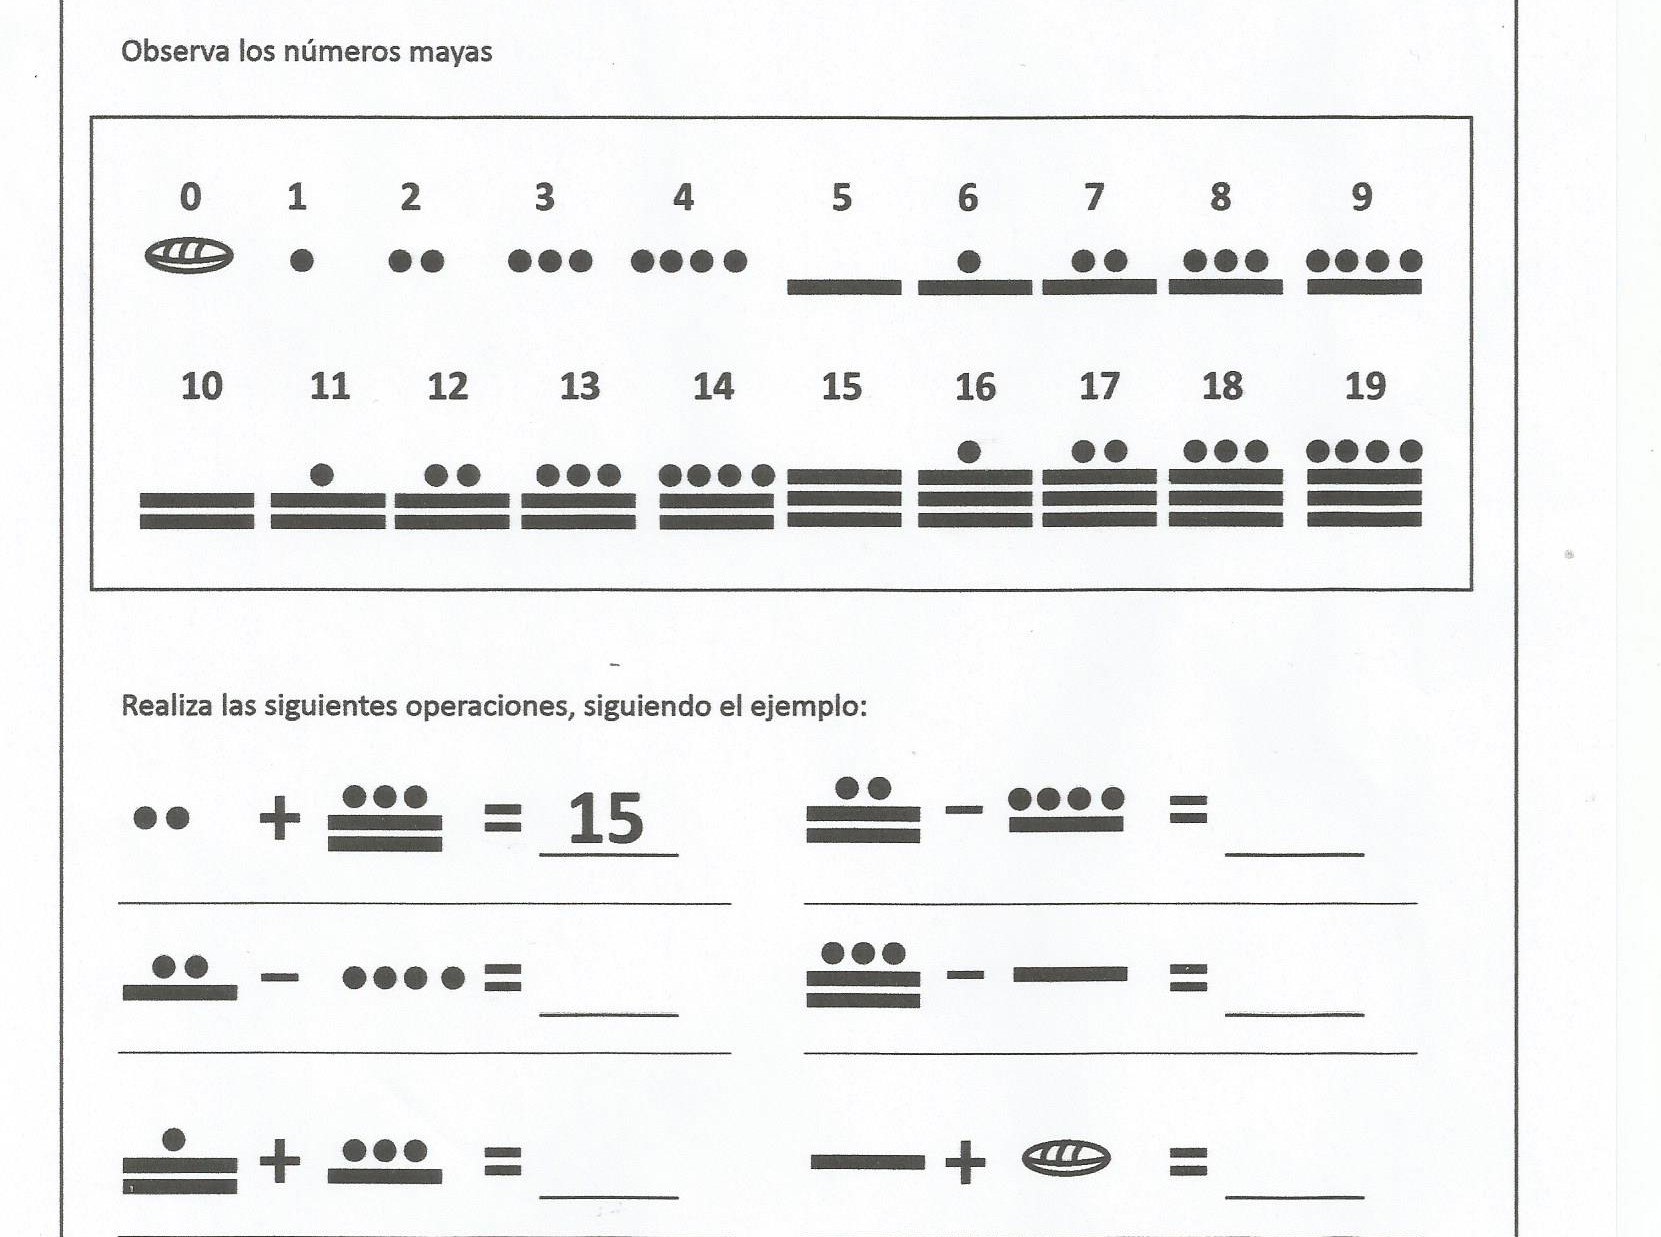 Observa los números mayas
0 1 2 3 4 5 6 7 8 9
10 11 12 13 14 15 16 17 18 19
Realiza las siguientes operaciones, siguiendo el ejemplo:
+ = 15
- =
- =
- =
+ =
+ =